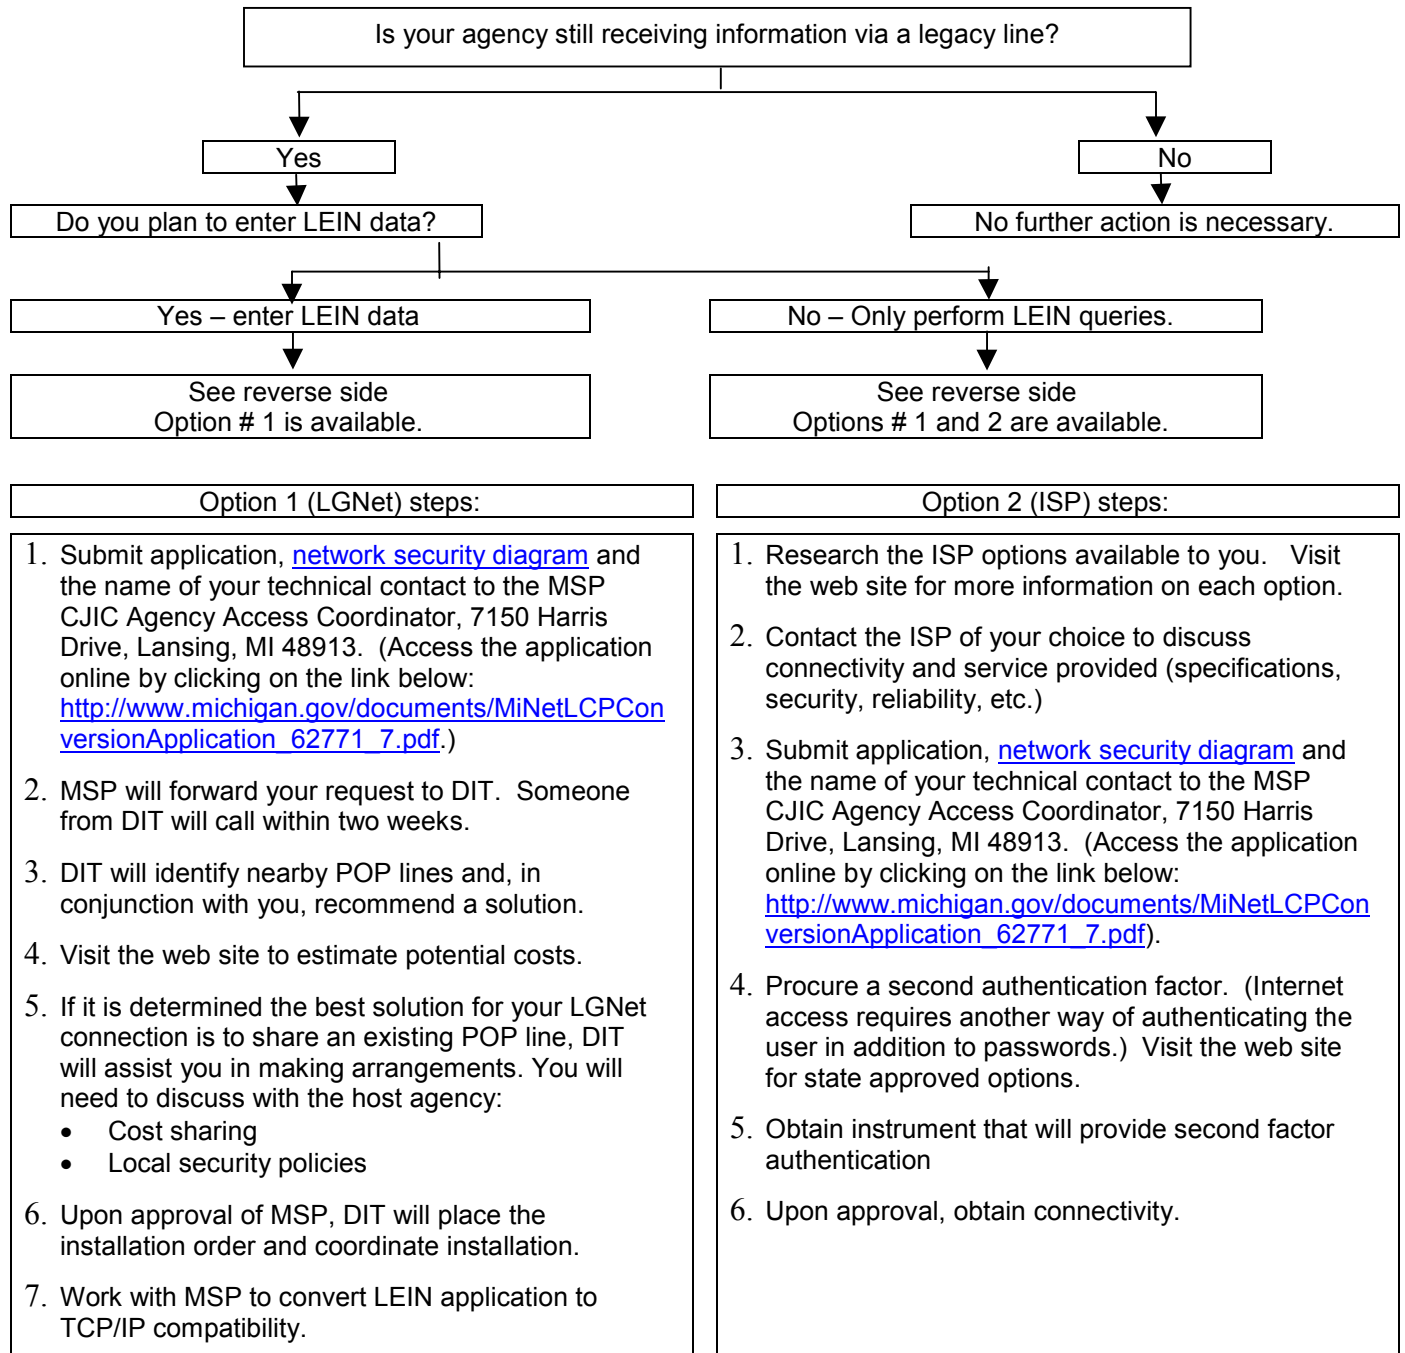 Is your agency still receiving information via a legacy line?
Yes
No
Do you plan to enter LEIN data?
No further action is necessary.
Yes – enter LEIN data
No – Only perform LEIN queries.
See reverse side
Option # 1 is available.
See reverse side
Options # 1 and 2 are available.
Option 1 (LGNet) steps:
1. Submit application, network security diagram and
the name of your technical contact to the MSP
CJIC Agency Access Coordinator, 7150 Harris
Drive, Lansing, MI 48913. (Access the application
online by clicking on the link below:
http://www.michigan.gov/documents/MiNetLCPCon
versionApplication_62771_7.pdf.)
2. MSP will forward your request to DIT. Someone
from DIT will call within two weeks.
3. DIT will identify nearby POP lines and, in
conjunction with you, recommend a solution.
4. Visit the web site to estimate potential costs.
5. If it is determined the best solution for your LGNet
connection is to share an existing POP line, DIT
will assist you in making arrangements. You will
need to discuss with the host agency:
• Cost sharing
• Local security policies
6. Upon approval of MSP, DIT will place the
installation order and coordinate installation.
7. Work with MSP to convert LEIN application to
TCP/IP compatibility.
Option 2 (ISP) steps:
1. Research the ISP options available to you. Visit
the web site for more information on each option.
2. Contact the ISP of your choice to discuss
connectivity and service provided (specifications,
security, reliability, etc.)
3. Submit application, network security diagram and
the name of your technical contact to the MSP
CJIC Agency Access Coordinator, 7150 Harris
Drive, Lansing, MI 48913. (Access the application
online by clicking on the link below:
http://www.michigan.gov/documents/MiNetLCPCon
versionApplication_62771_7.pdf).
4. Procure a second authentication factor. (Internet
access requires another way of authenticating the
user in addition to passwords.) Visit the web site
for state approved options.
5. Obtain instrument that will provide second factor
authentication
6. Upon approval, obtain connectivity.